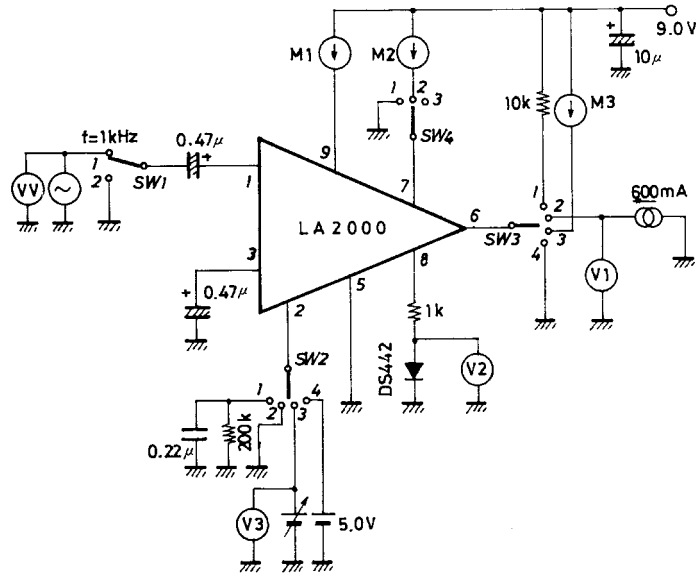 9.0V
M1
M2
+
10μ
1 2 3
10k
M3
SW4
f=1kHz
0.47μ
+
1
2
VV
SW1
1
9
7
LA2000
6
SW3
1
2
3
4
600mA
V1
3
+
0.47μ
2
5
8
1k
DS442
V2
SW2
1
2
3
4
0.22μ
200k
V3
5.0V